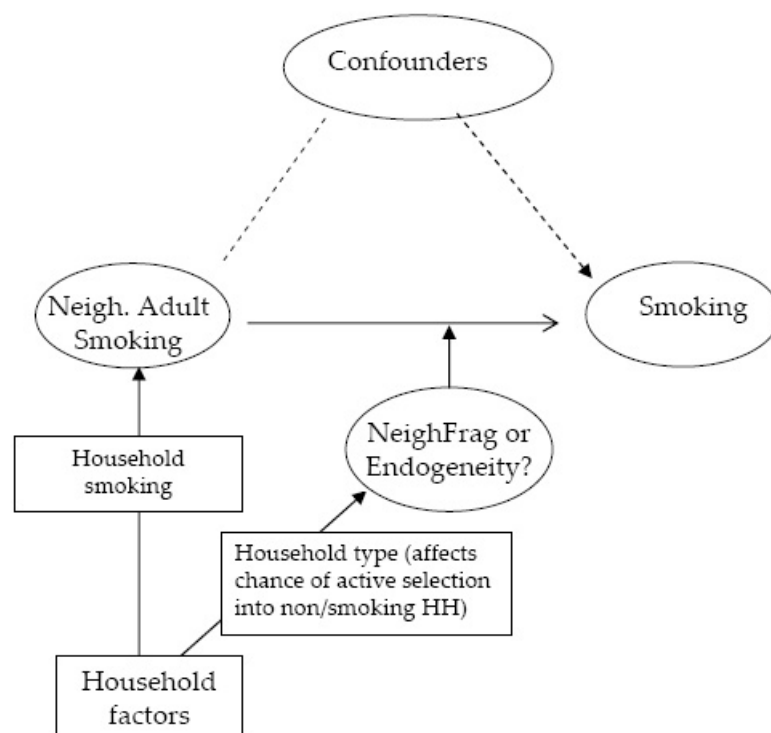 Confounders
Neigh. Adult
Smoking
Smoking
NeighFrag or
Endogeneity?
Household
smoking
Household type (affects
chance of active selection
into non/smoking HH)
Household
factors